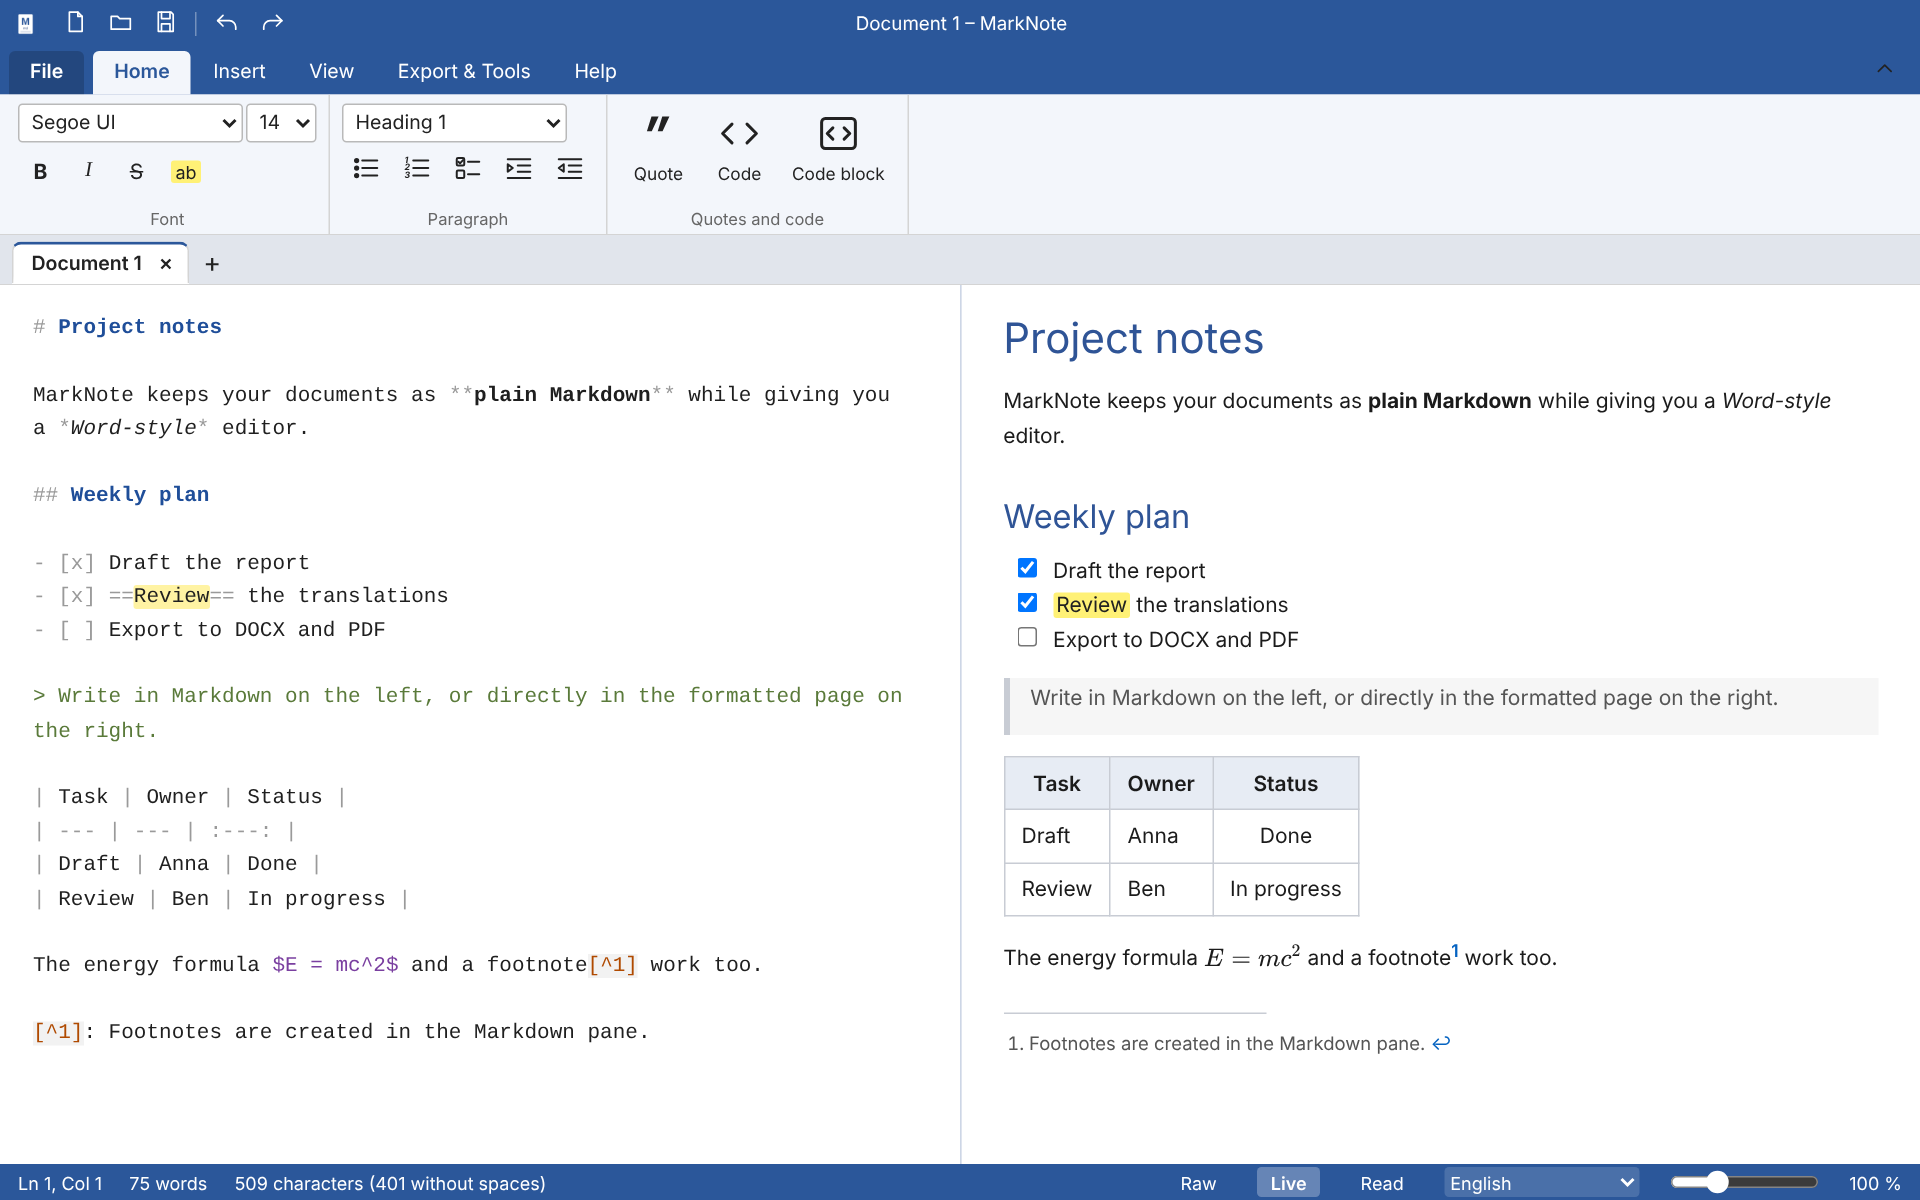 Document 1 – MarkNote
File Home Insert View Export & Tools Help
Segoe UI 14 Heading 1
B I S ab
Quote Code Code block
Font Paragraph Quotes and code
Document 1 × +
# Project notes
MarkNote keeps your documents as **plain Markdown** while giving you
a *Word-style* editor.
## Weekly plan
- [x] Draft the report
- [x] ==Review== the translations
- [ ] Export to DOCX and PDF
> Write in Markdown on the left, or directly in the formatted page on
the right.
| Task | Owner | Status |
| --- | --- | :---: |
| Draft | Anna | Done |
| Review | Ben | In progress |
The energy formula $E = mc^2$ and a footnote[^1] work too.
[^1]: Footnotes are created in the Markdown pane.
Project notes
MarkNote keeps your documents as plain Markdown while giving you a Word-style
editor.
Weekly plan
Draft the report
Review the translations
Export to DOCX and PDF
Write in Markdown on the left, or directly in the formatted page on the right.
Task Owner Status
Draft Anna Done
Review Ben In progress
The energy formula E = mc² and a footnote¹ work too.
1. Footnotes are created in the Markdown pane. ↩
Ln 1, Col 1 75 words 509 characters (401 without spaces) Raw Live Read English 100 %